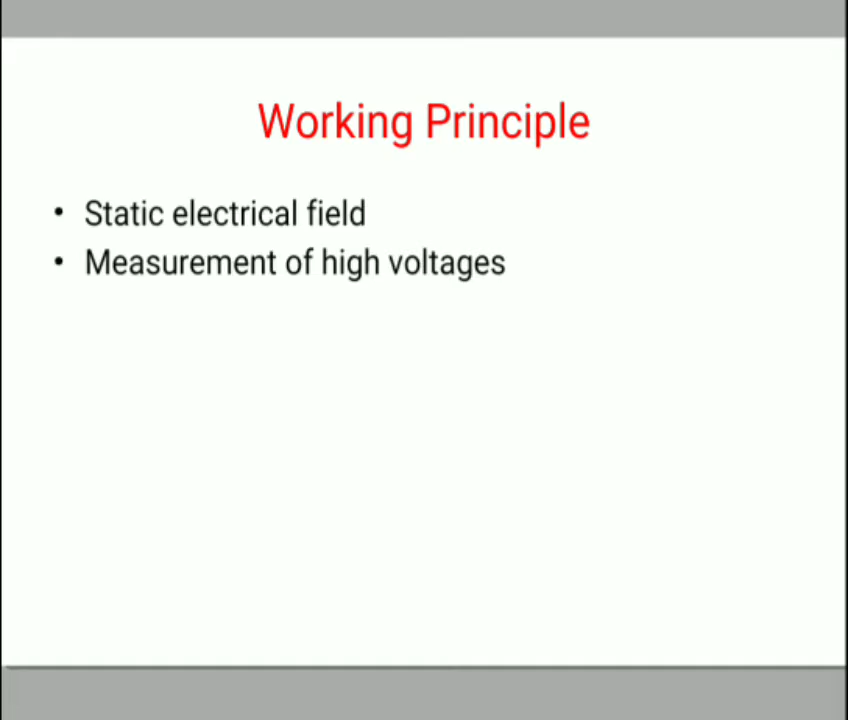 Working Principle
• Static electrical field
• Measurement of high voltages